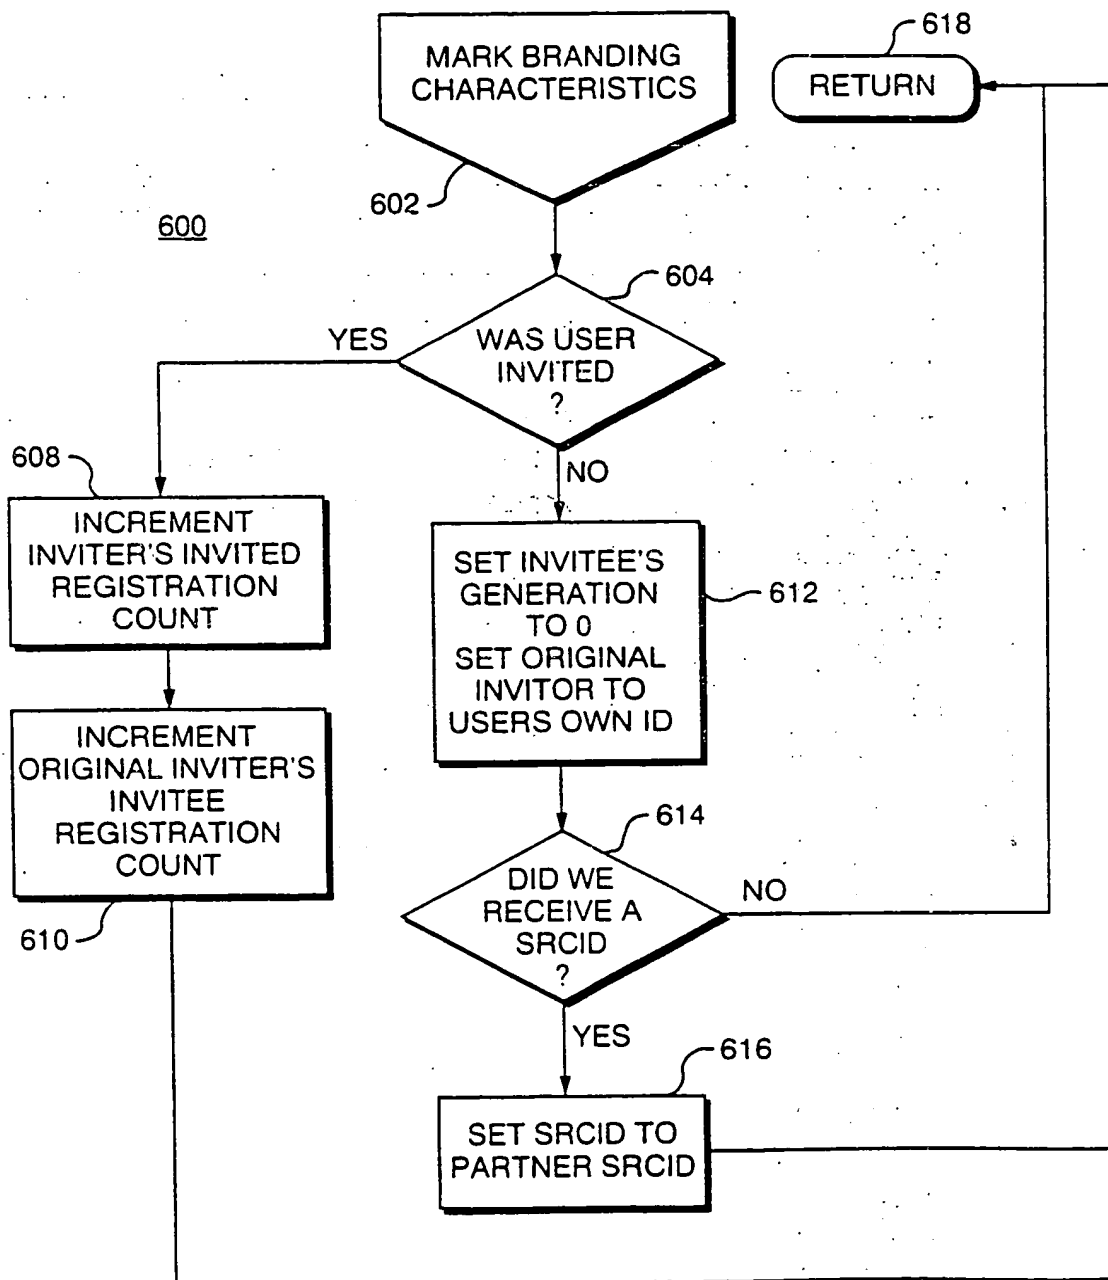 618
MARK BRANDING
CHARACTERISTICS
RETURN
602
600
604
YES
WAS USER
INVITED
?
608
NO
INCREMENT
INVITER'S INVITED
REGISTRATION
COUNT
SET INVITEE'S
GENERATION
TO 0
SET ORIGINAL
INVITOR TO
USERS OWN ID
612
INCREMENT
ORIGINAL INVITER'S
INVITEE
REGISTRATION
COUNT
610
614
DID WE
RECEIVE A
SRCID
?
NO
YES
616
SET SRCID TO
PARTNER SRCID